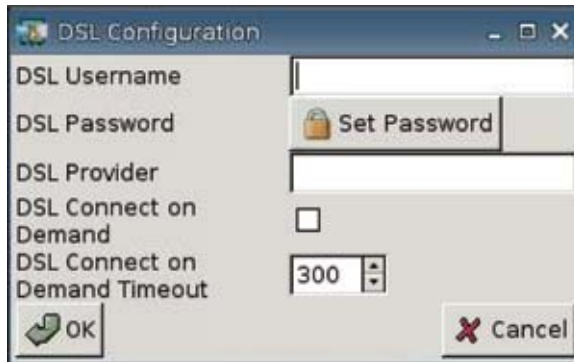 DSL Configuration
DSL Username
DSL Password
Set Password
DSL Provider
DSL Connect on
Demand
DSL Connect on
Demand Timeout
300
OK
Cancel